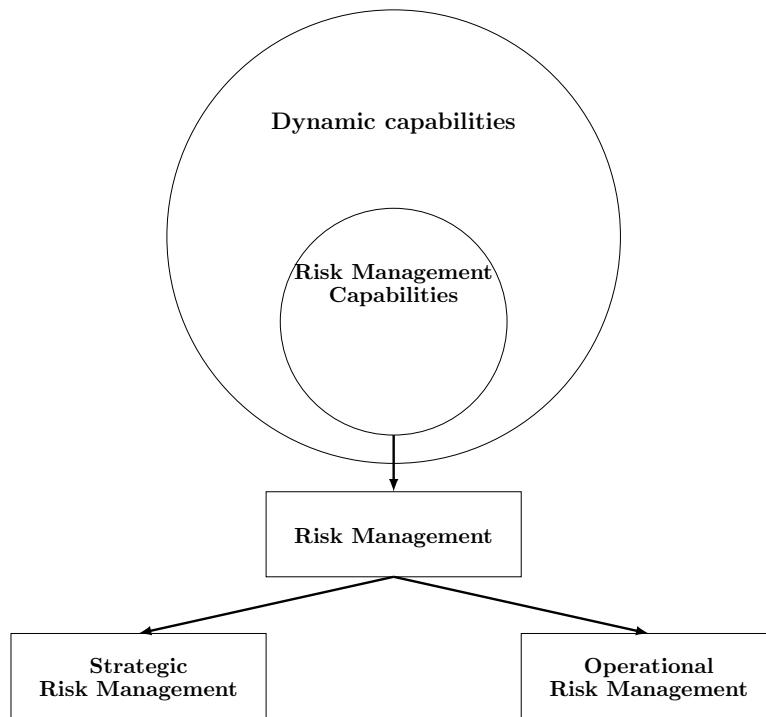 Dynamic capabilities
Risk Management
Capabilities
Risk Management
Strategic
Risk Management
Operational
Risk Management